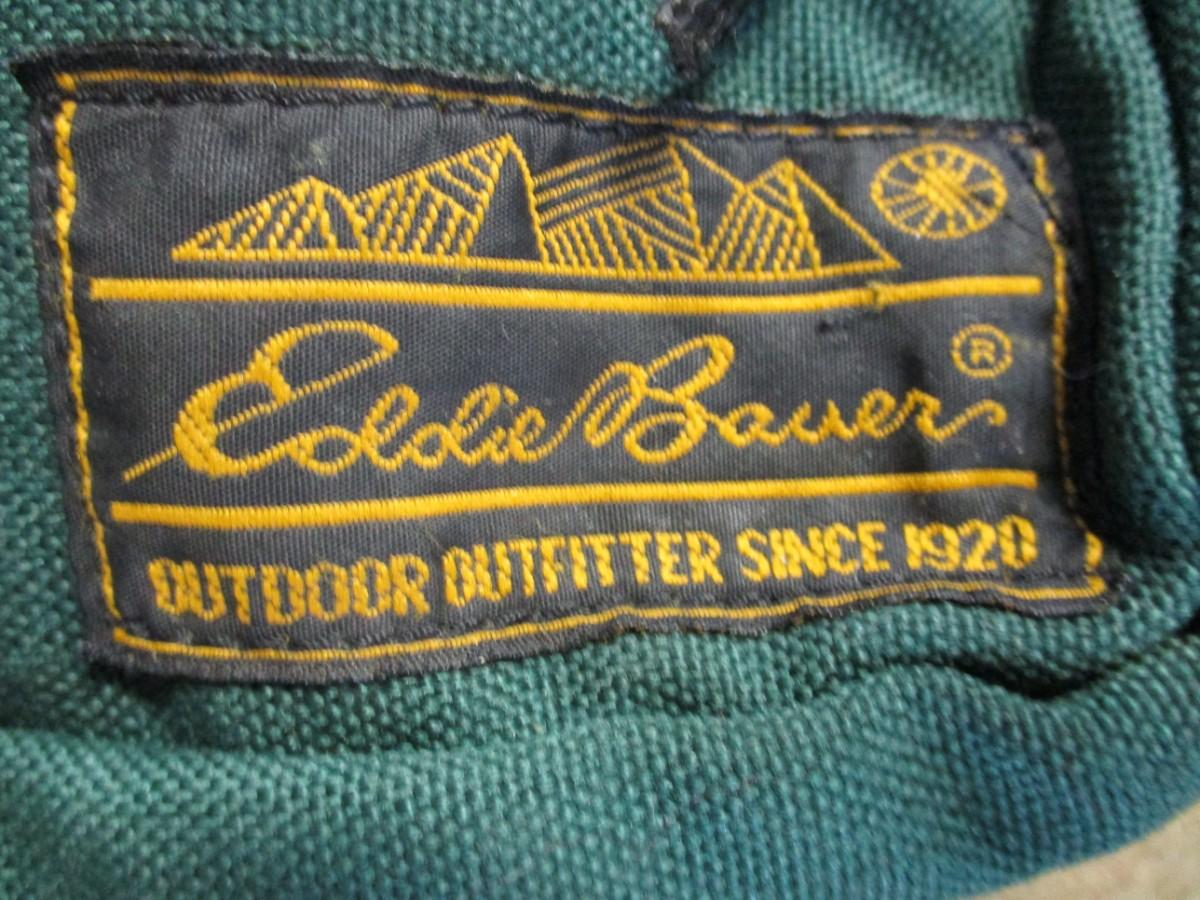 Eddie Bauer ®
OUTDOOR OUTFITTER SINCE 1920